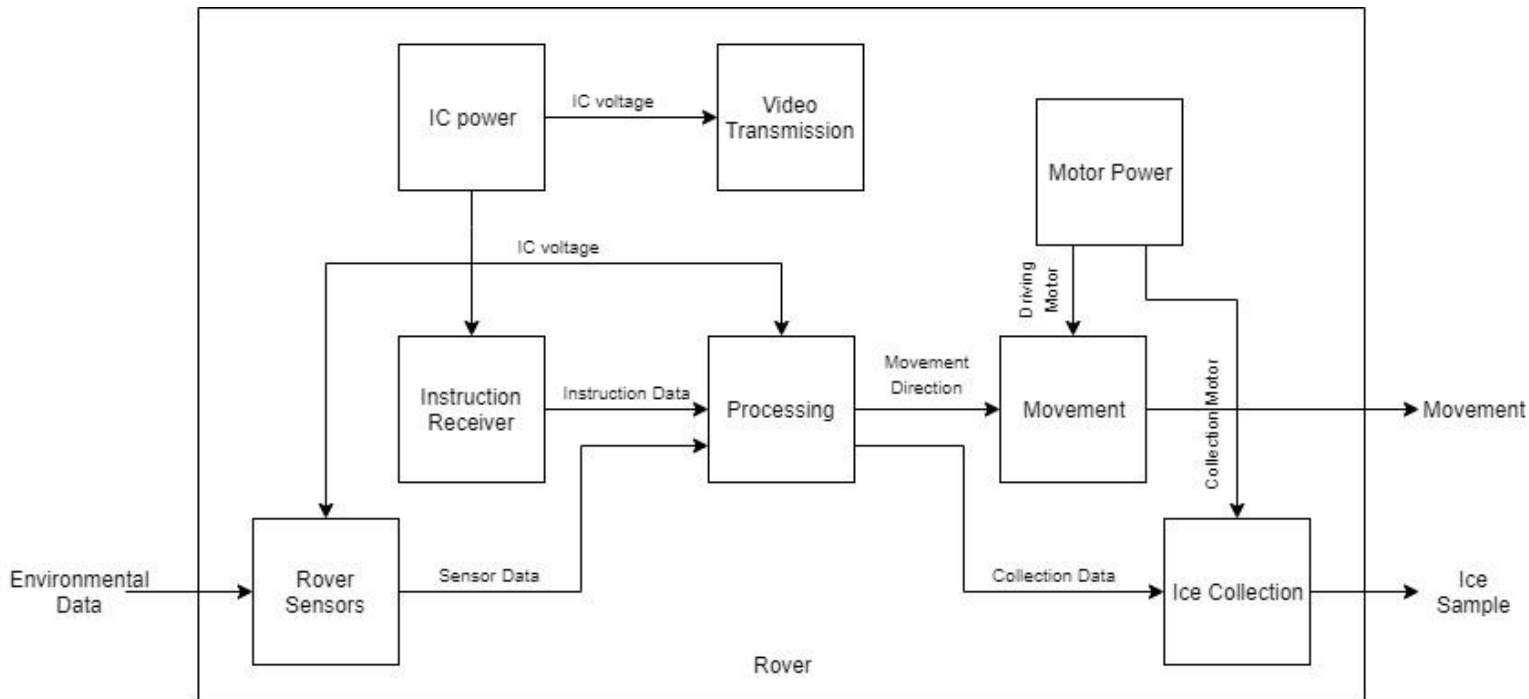 IC power
IC voltage
Video
Transmission
Motor Power
IC voltage
Driving
Motor
Instruction
Receiver
Instruction Data
Processing
Movement
Direction
Movement
Collection Motor
Movement
Environmental
Data
Rover
Sensors
Sensor Data
Collection Data
Ice Collection
Ice
Sample
Rover